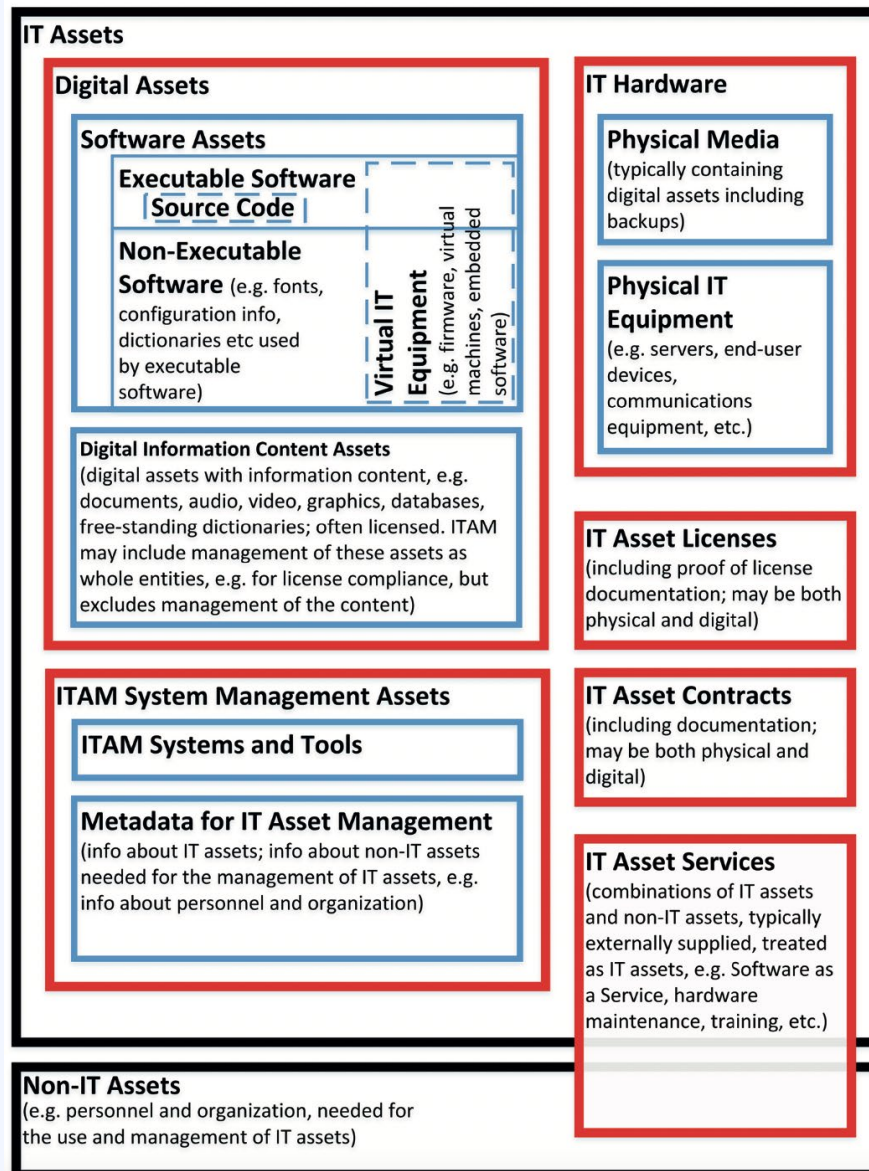 IT Assets
Digital Assets
Software Assets
Executable Software
Source Code
Non-Executable
Software (e.g. fonts,
configuration info,
dictionaries etc used
by executable
software)
Virtual IT
Equipment
(e.g. firmware, virtual
machines, embedded
software)
Digital Information Content Assets
(digital assets with information content, e.g.
documents, audio, video, graphics, databases,
free-standing dictionaries; often licensed. ITAM
may include management of these assets as
whole entities, e.g. for license compliance, but
excludes management of the content)
ITAM System Management Assets
ITAM Systems and Tools
Metadata for IT Asset Management
(info about IT assets; info about non-IT assets
needed for the management of IT assets, e.g.
info about personnel and organization)
IT Hardware
Physical Media
(typically containing
digital assets including
backups)
Physical IT
Equipment
(e.g. servers, end-user
devices,
communications
equipment, etc.)
IT Asset Licenses
(including proof of license
documentation; may be both
physical and digital)
IT Asset Contracts
(including documentation;
may be both physical and
digital)
IT Asset Services
(combinations of IT assets
and non-IT assets, typically
externally supplied, treated
as IT assets, e.g. Software as
a Service, hardware
maintenance, training, etc.)
Non-IT Assets
(e.g. personnel and organization, needed for
the use and management of IT assets)